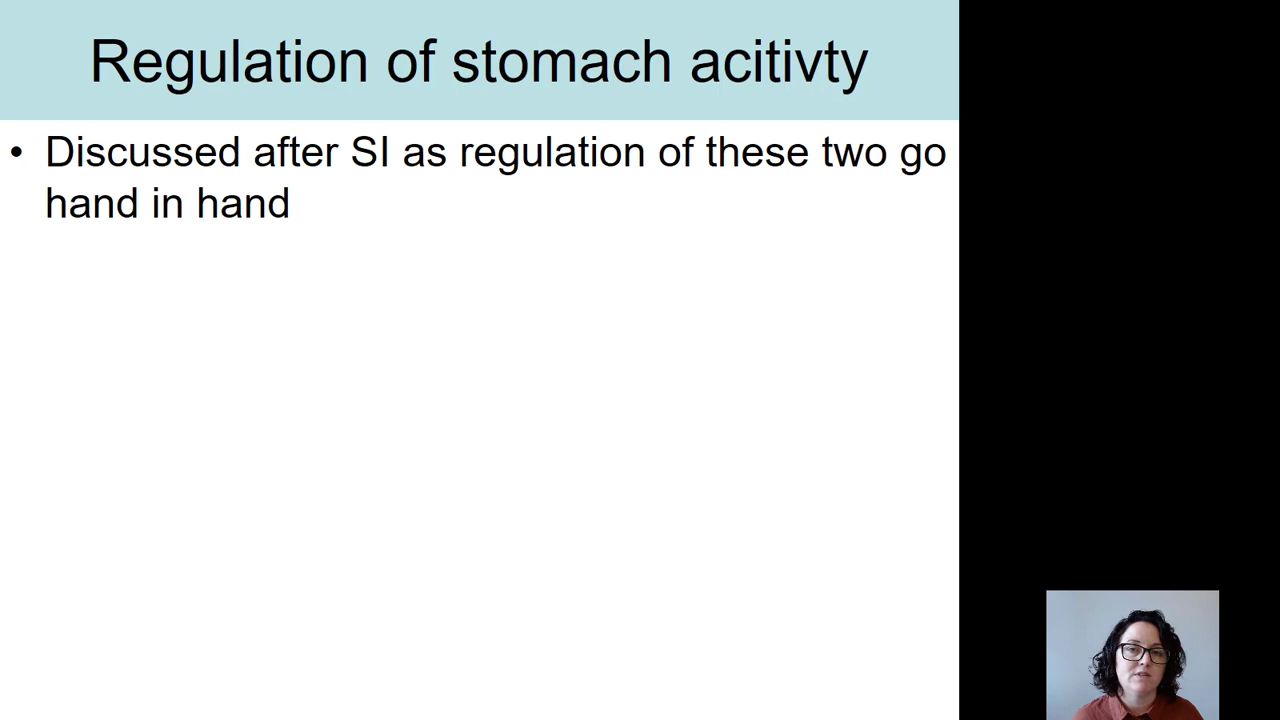 Regulation of stomach acitivty
• Discussed after SI as regulation of these two go
hand in hand